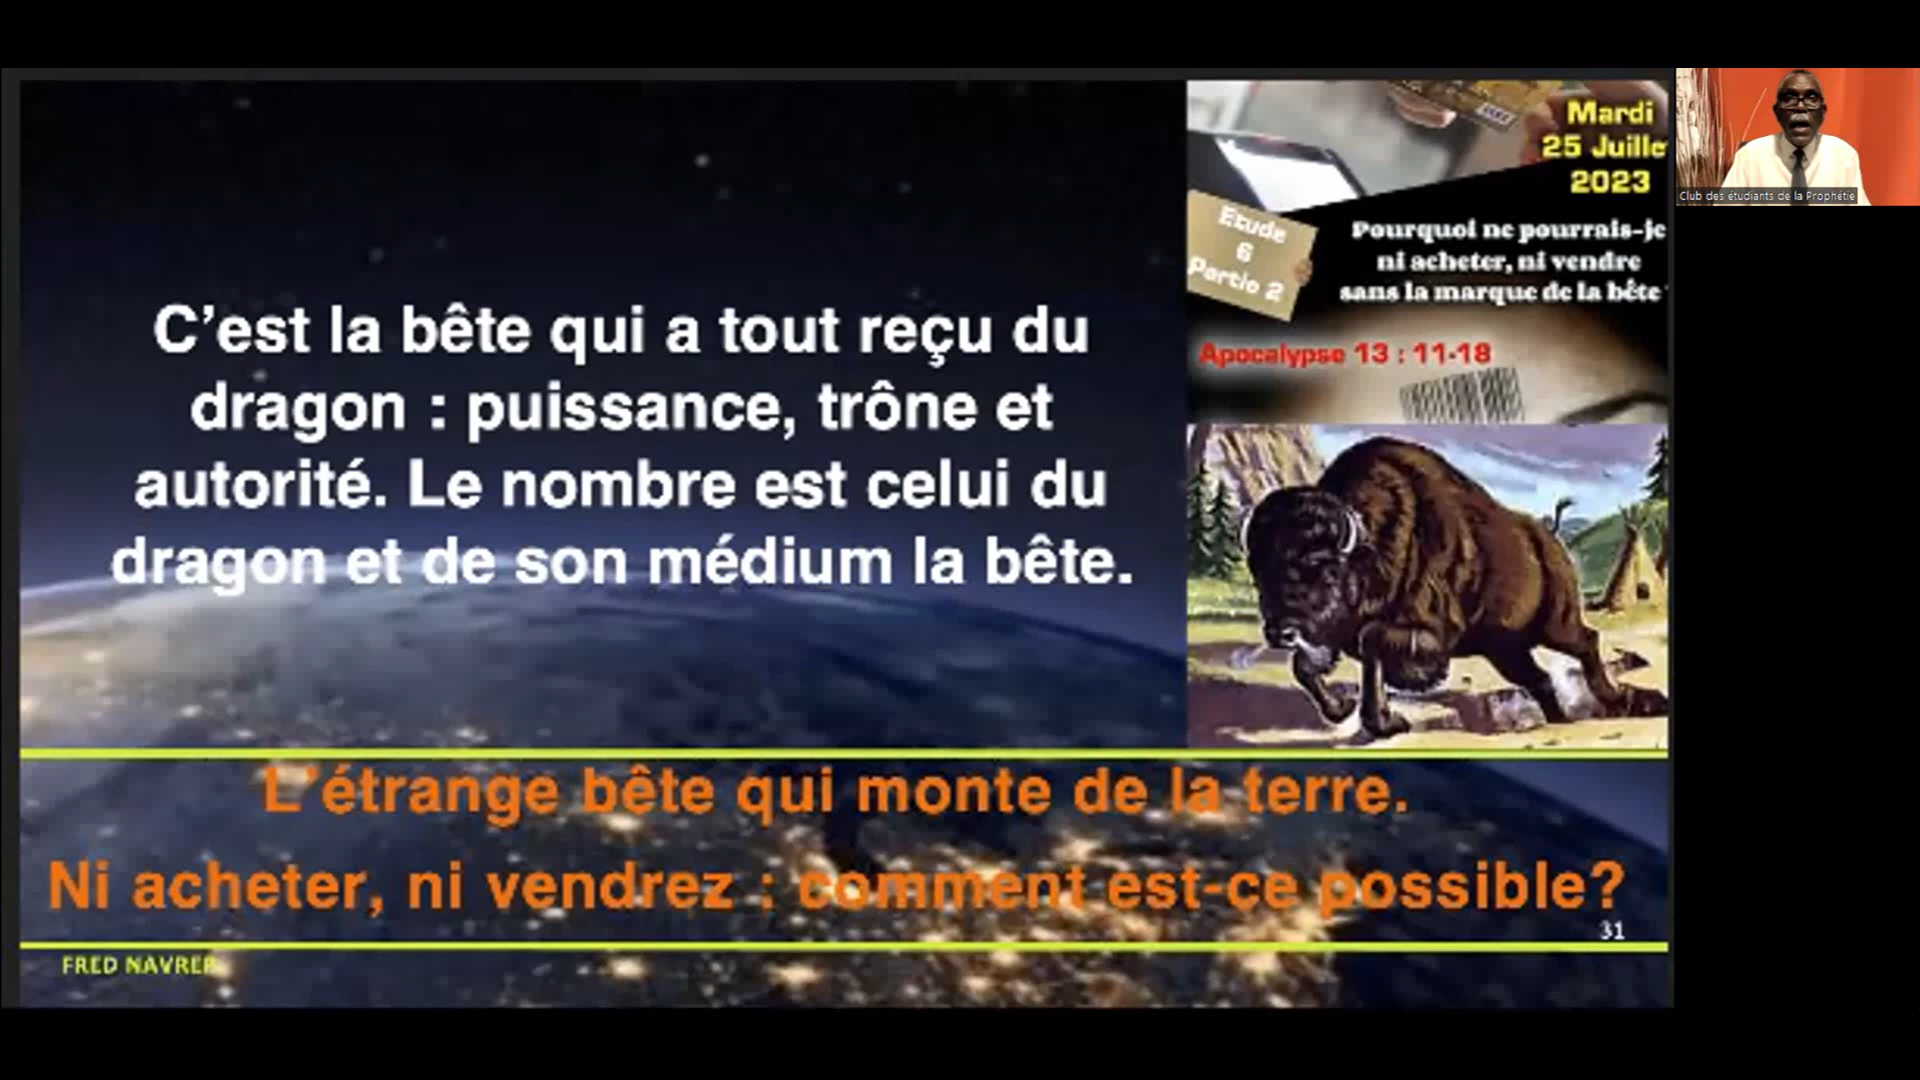 C’est la bête qui a tout reçu du
dragon : puissance, trône et
autorité. Le nombre est celui du
dragon et de son médium la bête.
Mardi
25 Juille
2023
Etude
6
Partie 2
Pourquoi ne pourrais-je
ni acheter, ni vendre
sans la marque de la bête
Apocalypse 13 : 11-18
L’étrange bête qui monte de la terre.
Ni acheter, ni vendrez : comment est-ce possible?
31
FRED NAVRER
Club des étudiants de la Prophétie